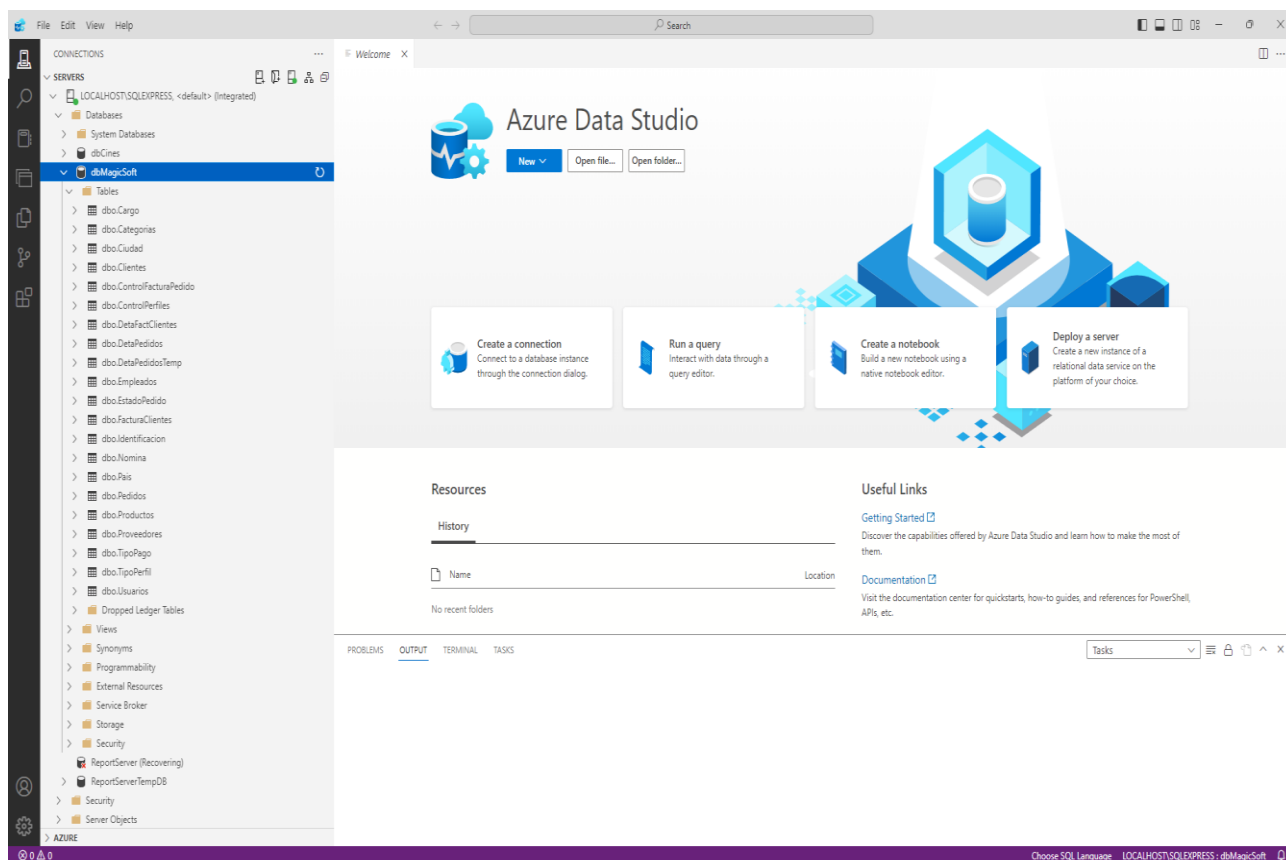 File Edit View Help
Search
CONNECTIONS
SERVERS
LOCALHOST\SQLEXPRESS, <default> (Integrated)
Databases
System Databases
dbCines
dbMagicSoft
Tables
dbo.Cargo
dbo.Categorias
dbo.Ciudad
dbo.Clientes
dbo.ControlFacturaPedido
dbo.ControlPerfiles
dbo.DetaFactClientes
dbo.DetaPedidos
dbo.DetaPedidosTemp
dbo.Empleados
dbo.EstadoPedido
dbo.FacturaClientes
dbo.Identificacion
dbo.Nomina
dbo.Pais
dbo.Pedidos
dbo.Productos
dbo.Proveedores
dbo.TipoPago
dbo.TipoPerfil
dbo.Usuarios
Dropped Ledger Tables
Views
Synonyms
Programmability
External Resources
Service Broker
Storage
Security
ReportServer (Recovering)
ReportServerTempDB
Security
Server Objects
AZURE
Welcome
Azure Data Studio
New Open file... Open folder...
Create a connection
Connect to a database instance
through the connection dialog.
Run a query
Interact with data through a
query editor.
Create a notebook
Build a new notebook using a
native notebook editor.
Deploy a server
Create a new instance of a
relational data service on the
platform of your choice.
Resources
History
Name Location
No recent folders
Useful Links
Getting Started
Discover the capabilities offered by Azure Data Studio and learn how to make the most of
them.
Documentation
Visit the documentation center for quickstarts, how-to guides, and references for PowerShell,
APIs, etc.
PROBLEMS OUTPUT TERMINAL TASKS
Tasks
0 0
Choose SQL Language LOCALHOST\SQLEXPRESS : dbMagicSoft